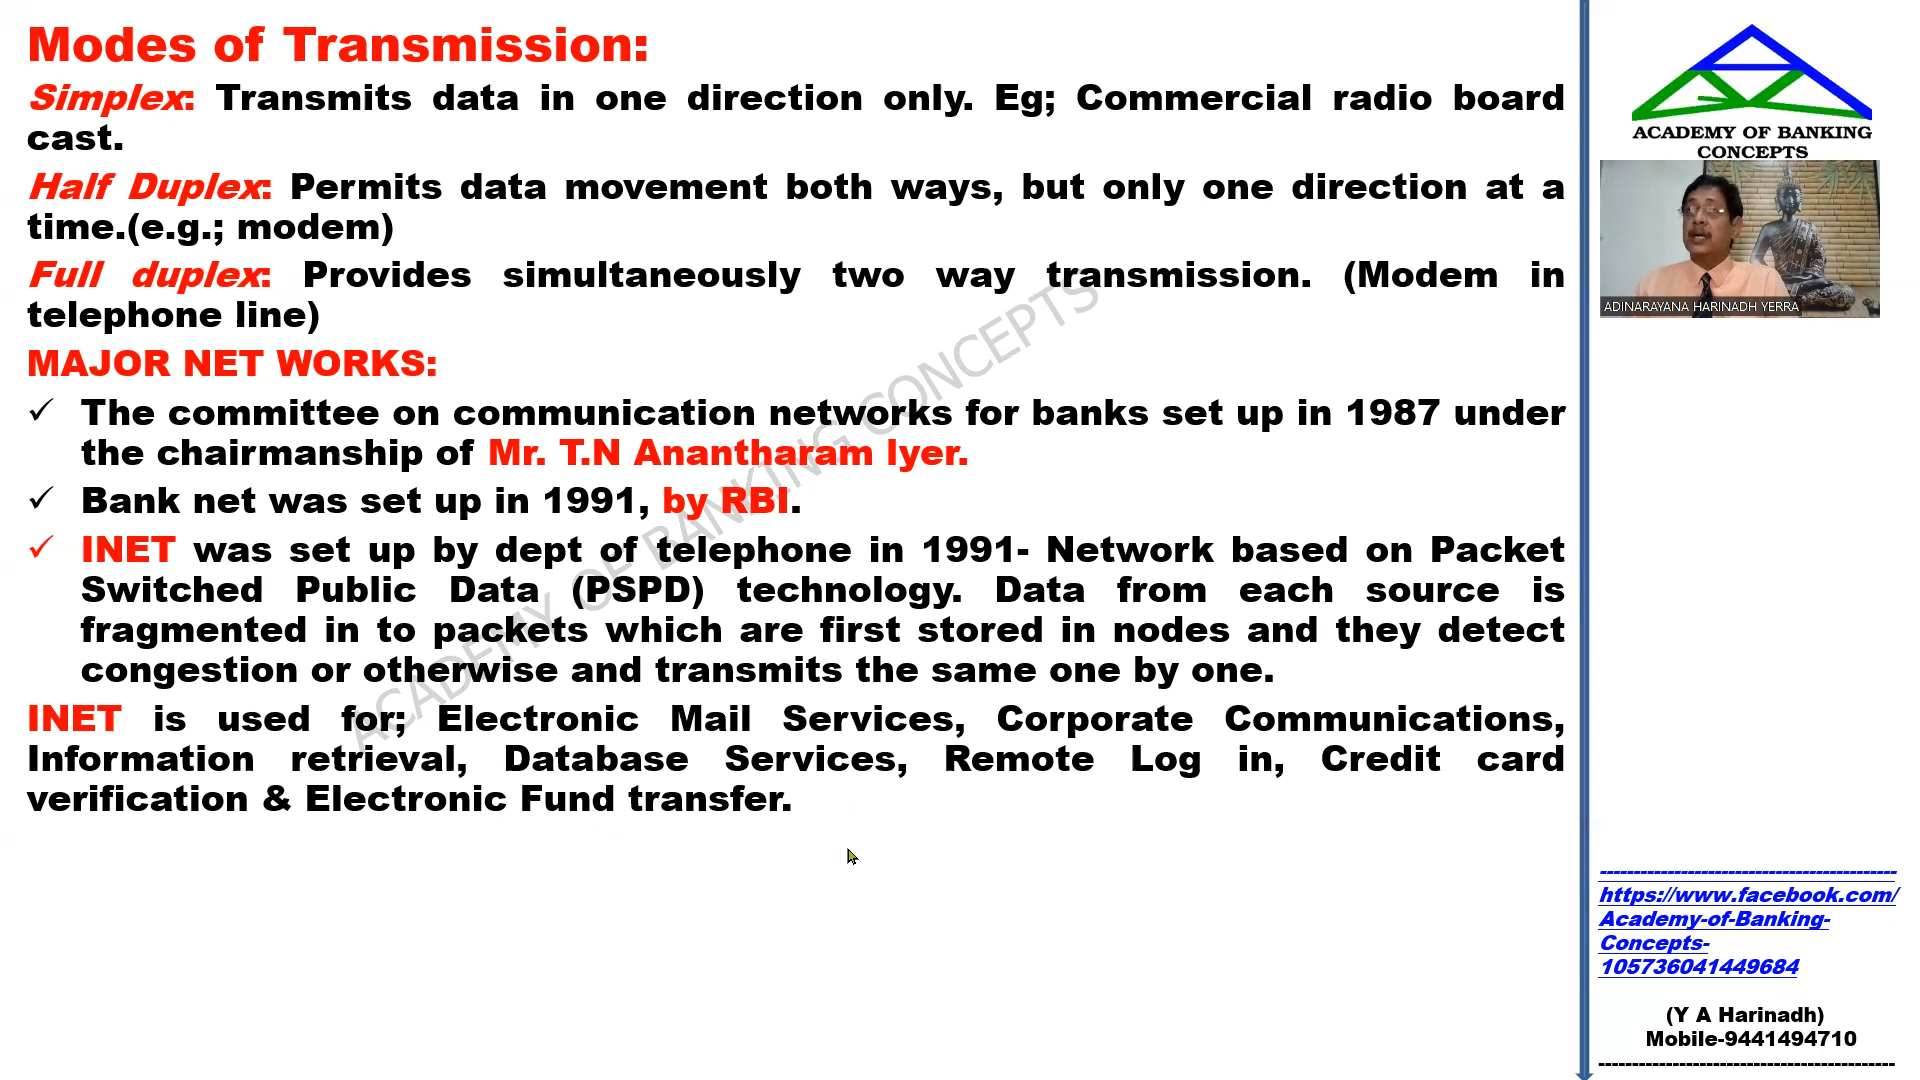 Modes of Transmission:
Simplex: Transmits data in one direction only. Eg; Commercial radio board
cast.
Half Duplex: Permits data movement both ways, but only one direction at a
time.(e.g.; modem)
Full duplex: Provides simultaneously two way transmission. (Modem in
telephone line)
MAJOR NET WORKS:
✓ The committee on communication networks for banks set up in 1987 under
the chairmanship of Mr. T.N Anantharam Iyer.
✓ Bank net was set up in 1991, by RBI.
✓ INET was set up by dept of telephone in 1991- Network based on Packet
Switched Public Data (PSPD) technology. Data from each source is
fragmented in to packets which are first stored in nodes and they detect
congestion or otherwise and transmits the same one by one.
INET is used for; Electronic Mail Services, Corporate Communications,
Information retrieval, Database Services, Remote Log in, Credit card
verification & Electronic Fund transfer.
ACADEMY OF BANKING CONCEPTS
ACADEMY OF BANKING
CONCEPTS
ADINARAYANA HARINADH YERRA
--------------------------------------------
https://www.facebook.com/
Academy-of-Banking-
Concepts-
105736041449684
(Y A Harinadh)
Mobile-9441494710
--------------------------------------------